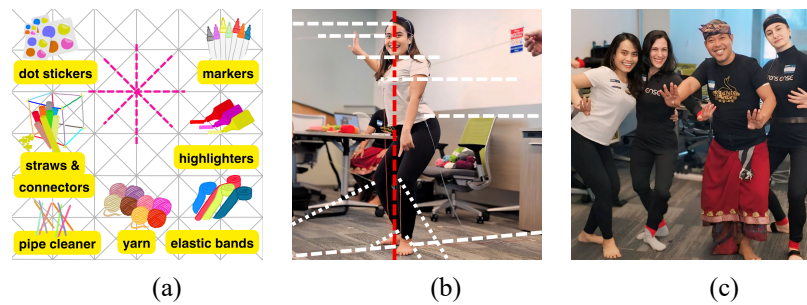 dot stickers
markers
straws &
connectors
highlighters
pipe cleaner
yarn
elastic bands
(a)
(b)
(c)